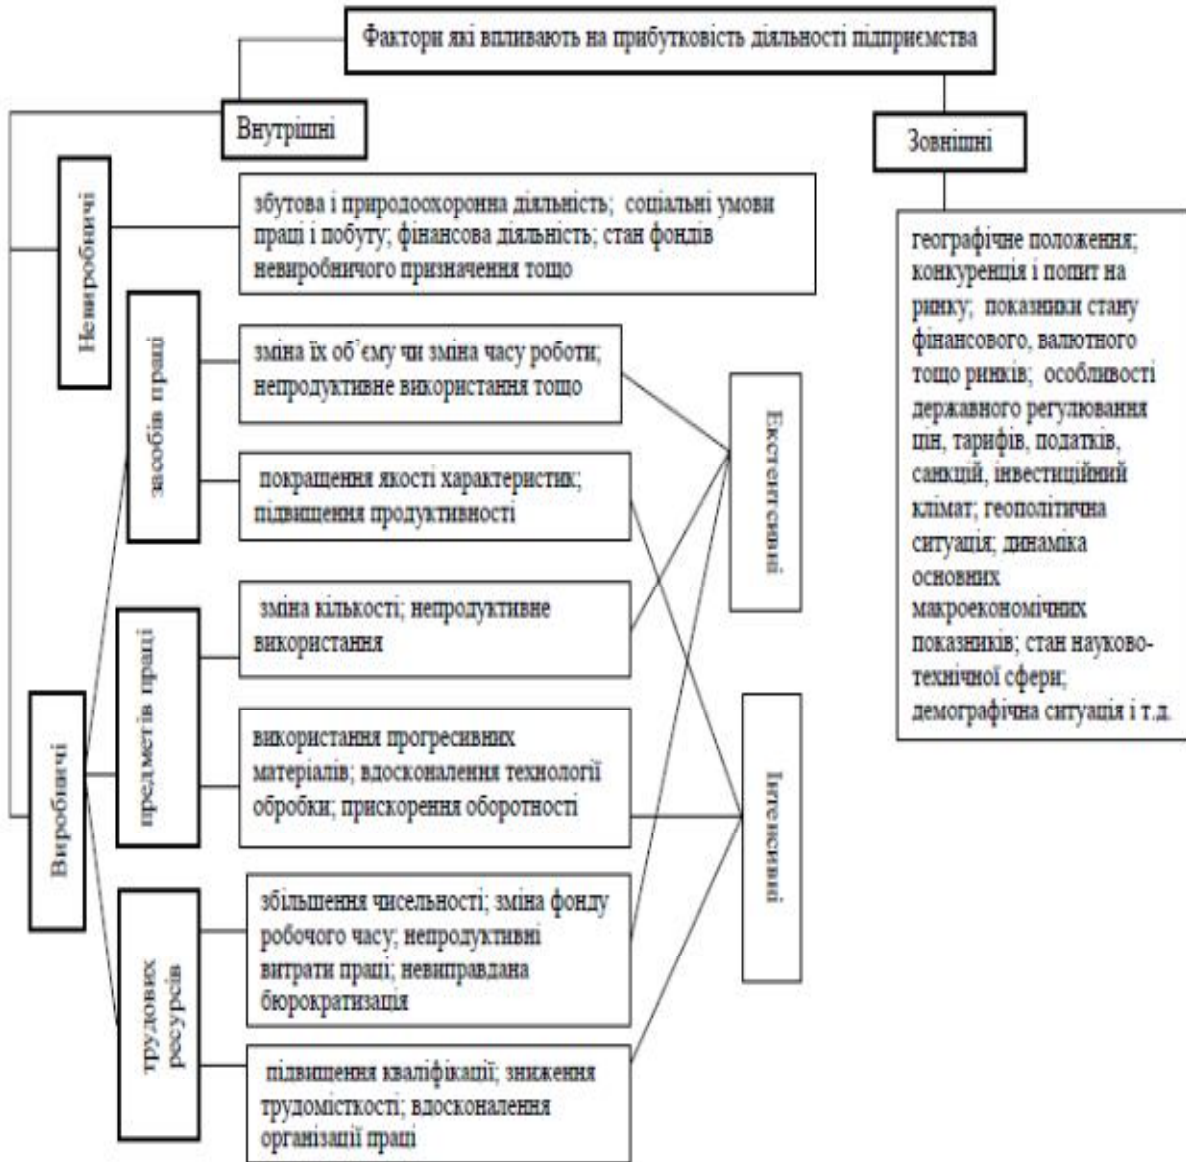 Фактори які впливають на прибутковість діяльності підприємства
Внутрішні
Зовнішні
Невиробничі
збутова і природоохоронна діяльність; соціальні умови
праці і побуту; фінансова діяльність; стан фондів
невиробничого призначення тощо
географічне положення;
конкуренція і попит на
ринку; показники стану
фінансового, валютного
тощо ринків; особливості
державного регулювання
цін, тарифів, податків,
санкцій, інвестиційний
клімат; геополітична
ситуація; динаміка
основних
макроекономічних
показників; стан науково-
технічної сфери;
демографічна ситуація і т.д.
Виробничі
засобів праці
зміна їх об`єму чи зміна часу роботи;
непродуктивне використання тощо
покращення якості характеристик;
підвищення продуктивності
предметів праці
зміна кількості; непродуктивне
використання
використання прогресивних
матеріалів; вдосконалення технології
обробки; прискорення оборотності
трудових
ресурсів
збільшення чисельності; зміна фонду
робочого часу; непродуктивні
витрати праці; невиправдана
бюрократизація
підвищення кваліфікації; зниження
трудомісткості; вдосконалення
організації праці
Екстентсивні
Інтенсивні